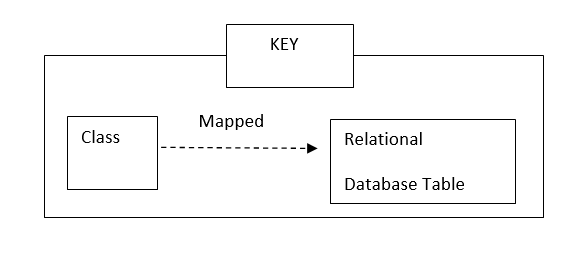 KEY
Mapped
Class
Relational
Database Table